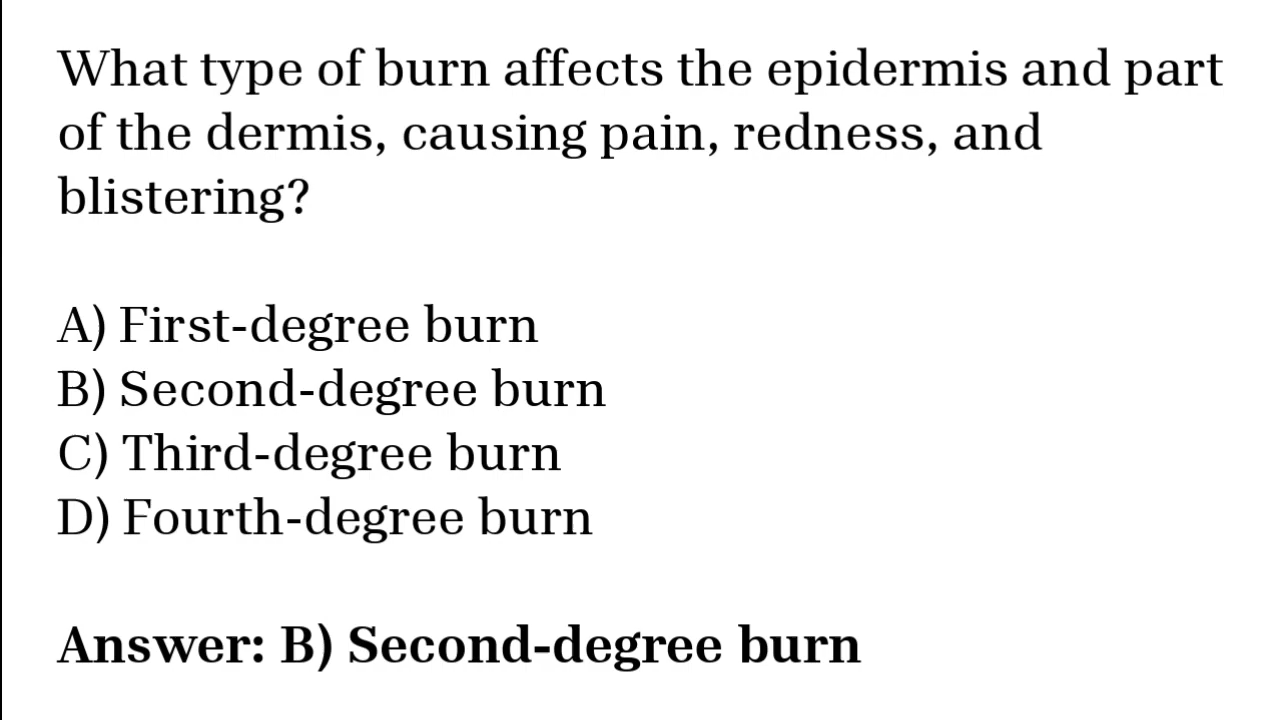 What type of burn affects the epidermis and part
of the dermis, causing pain, redness, and
blistering?
A) First-degree burn
B) Second-degree burn
C) Third-degree burn
D) Fourth-degree burn
Answer: B) Second-degree burn